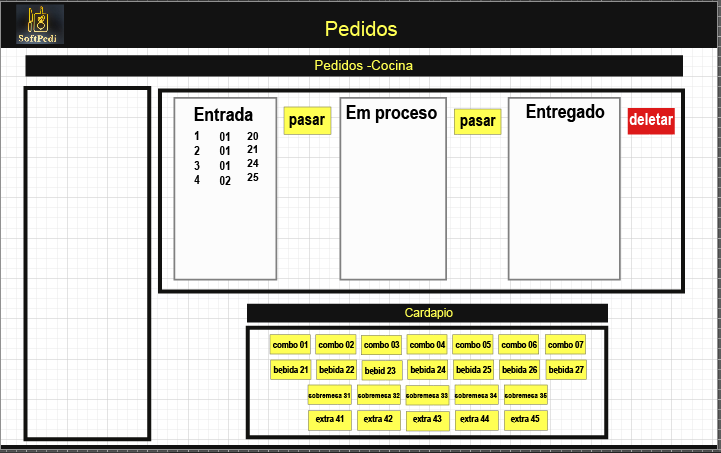 SoftPedi
Pedidos
Pedidos -Cocina
Entrada pasar Em proceso pasar Entregado deletar
1 01 20
2 01 21
3 01 24
4 02 25
Cardapio
combo 01 combo 02 combo 03 combo 04 combo 05 combo 06 combo 07
bebida 21 bebida 22 bebid 23 bebida 24 bebida 25 bebida 26 bebida 27
sobremesa 31 sobremesa 32 sobremesa 33 sobremesa 34 sobremesa 35
extra 41 extra 42 extra 43 extra 44 extra 45